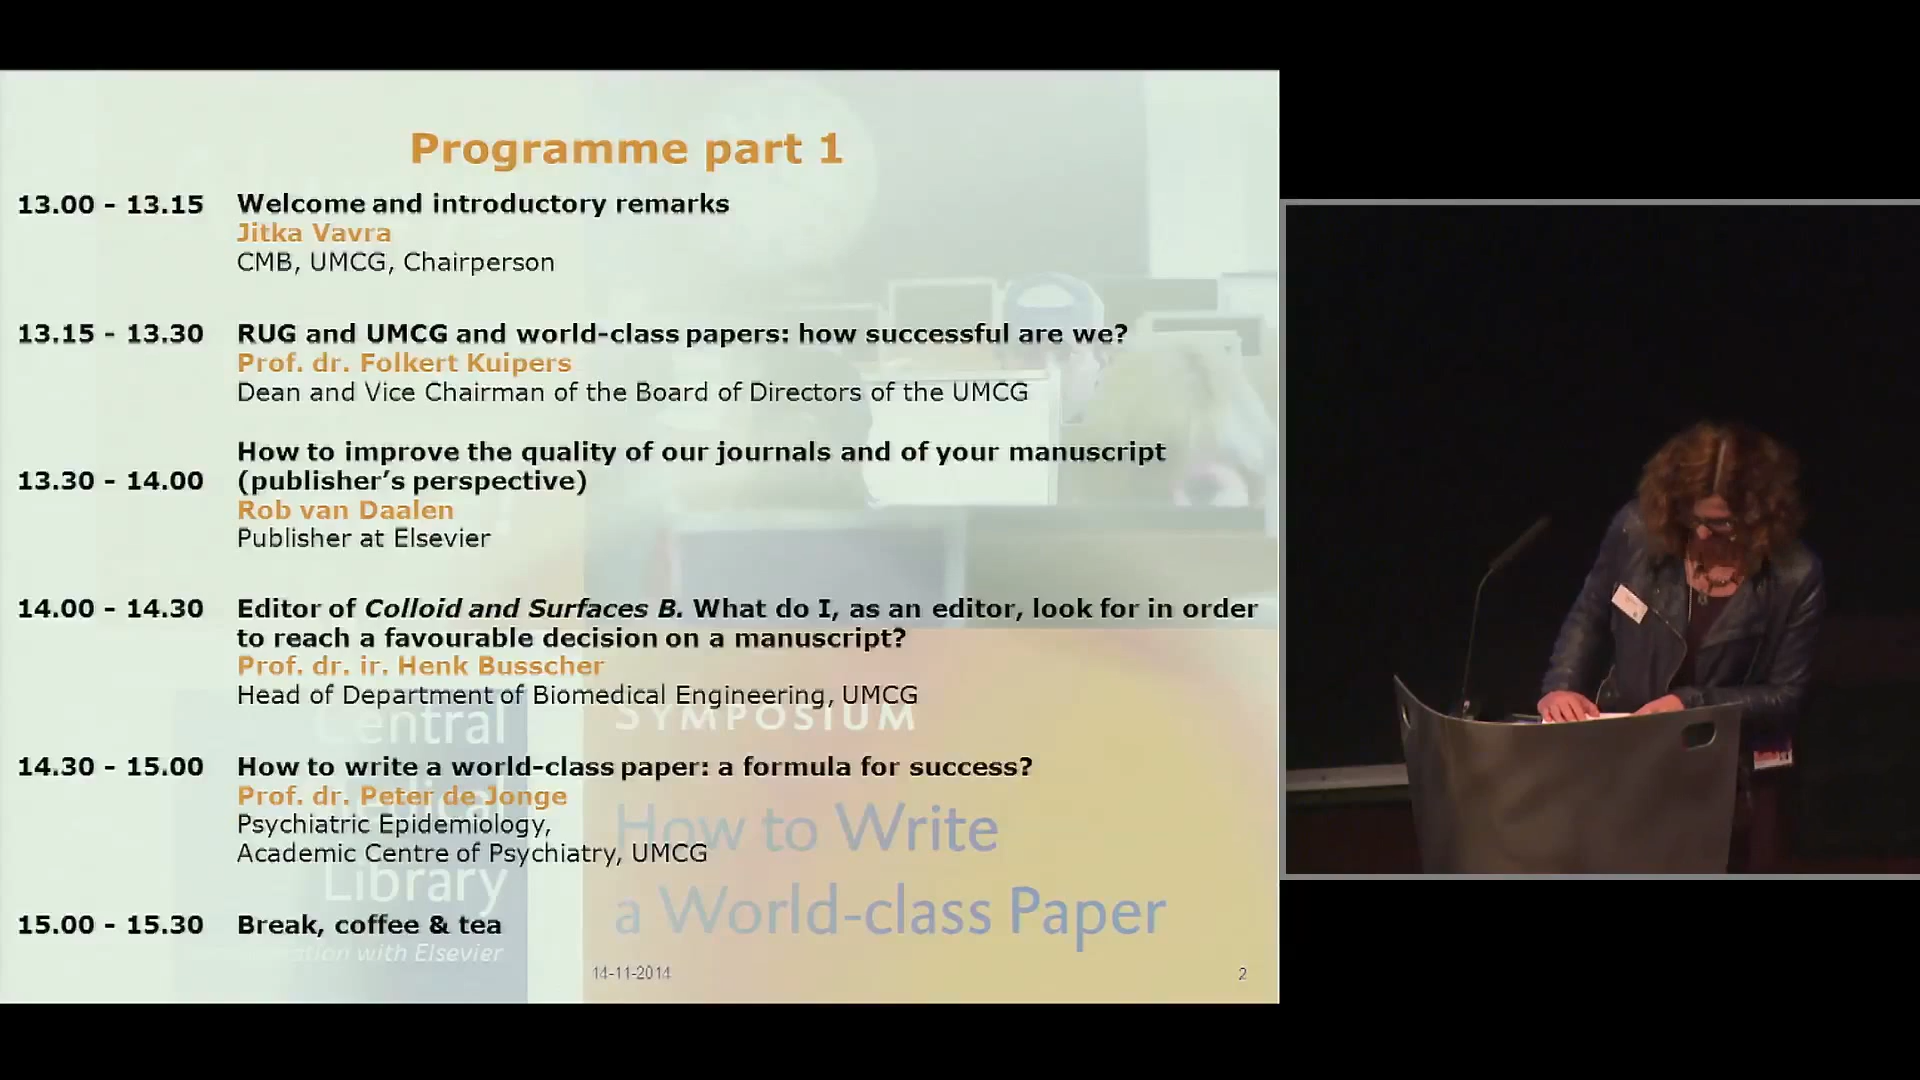 Programme part 1
13.00 - 13.15 Welcome and introductory remarks
Jitka Vavra
CMB, UMCG, Chairperson
13.15 - 13.30 RUG and UMCG and world-class papers: how successful are we?
Prof. dr. Folkert Kuipers
Dean and Vice Chairman of the Board of Directors of the UMCG
How to improve the quality of our journals and of your manuscript
13.30 - 14.00 (publisher's perspective)
Rob van Daalen
Publisher at Elsevier
14.00 - 14.30 Editor of Colloid and Surfaces B. What do I, as an editor, look for in order
to reach a favourable decision on a manuscript?
Prof. dr. ir. Henk Busscher
Head of Department of Biomedical Engineering, UMCG
14.30 - 15.00 How to write a world-class paper: a formula for success?
Prof. dr. Peter de Jonge
Psychiatric Epidemiology,
Academic Centre of Psychiatry, UMCG
15.00 - 15.30 Break, coffee & tea
Central
Medical
Library
with Elsevier
SYMPOSIUM
How to Write
a World-class Paper
14-11-2014
2